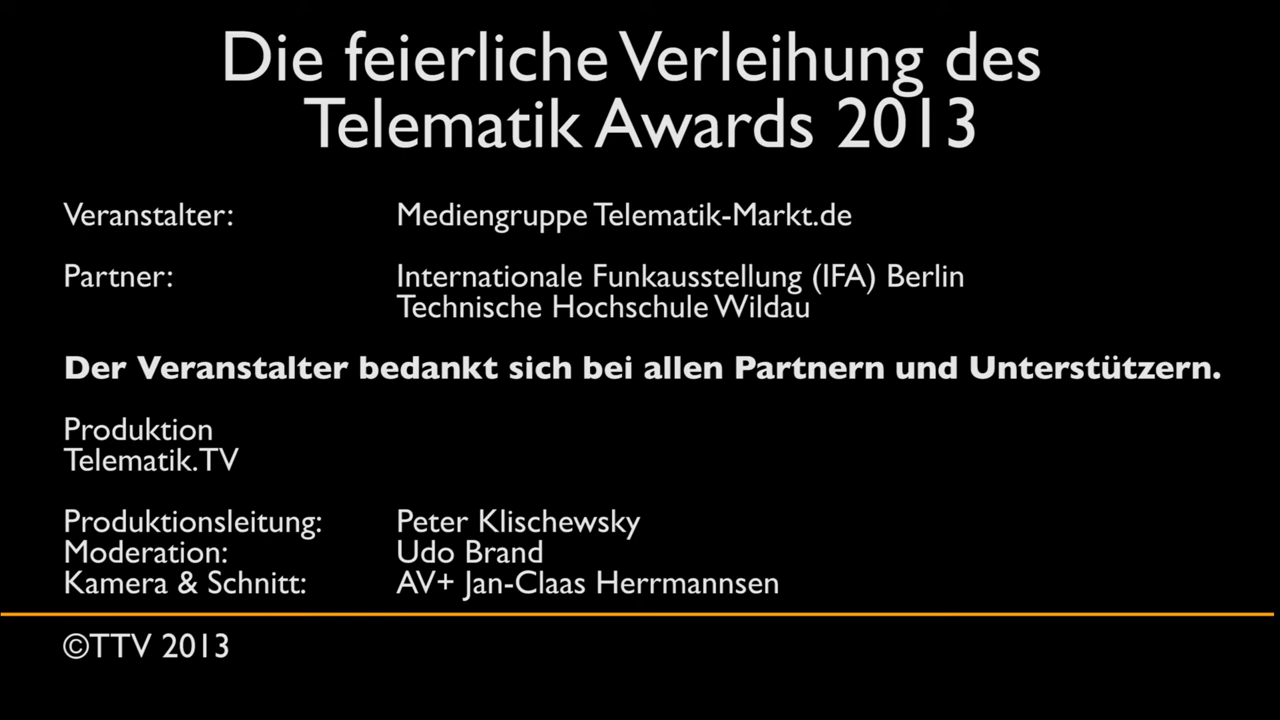 Die feierliche Verleihung des
Telematik Awards 2013
Veranstalter: Mediengruppe Telematik-Markt.de
Partner: Internationale Funkausstellung (IFA) Berlin
Technische Hochschule Wildau
Der Veranstalter bedankt sich bei allen Partnern und Unterstützern.
Produktion
Telematik.TV
Produktionsleitung: Peter Klischewsky
Moderation: Udo Brand
Kamera & Schnitt: AV+ Jan-Claas Herrmannsen
©TTV 2013